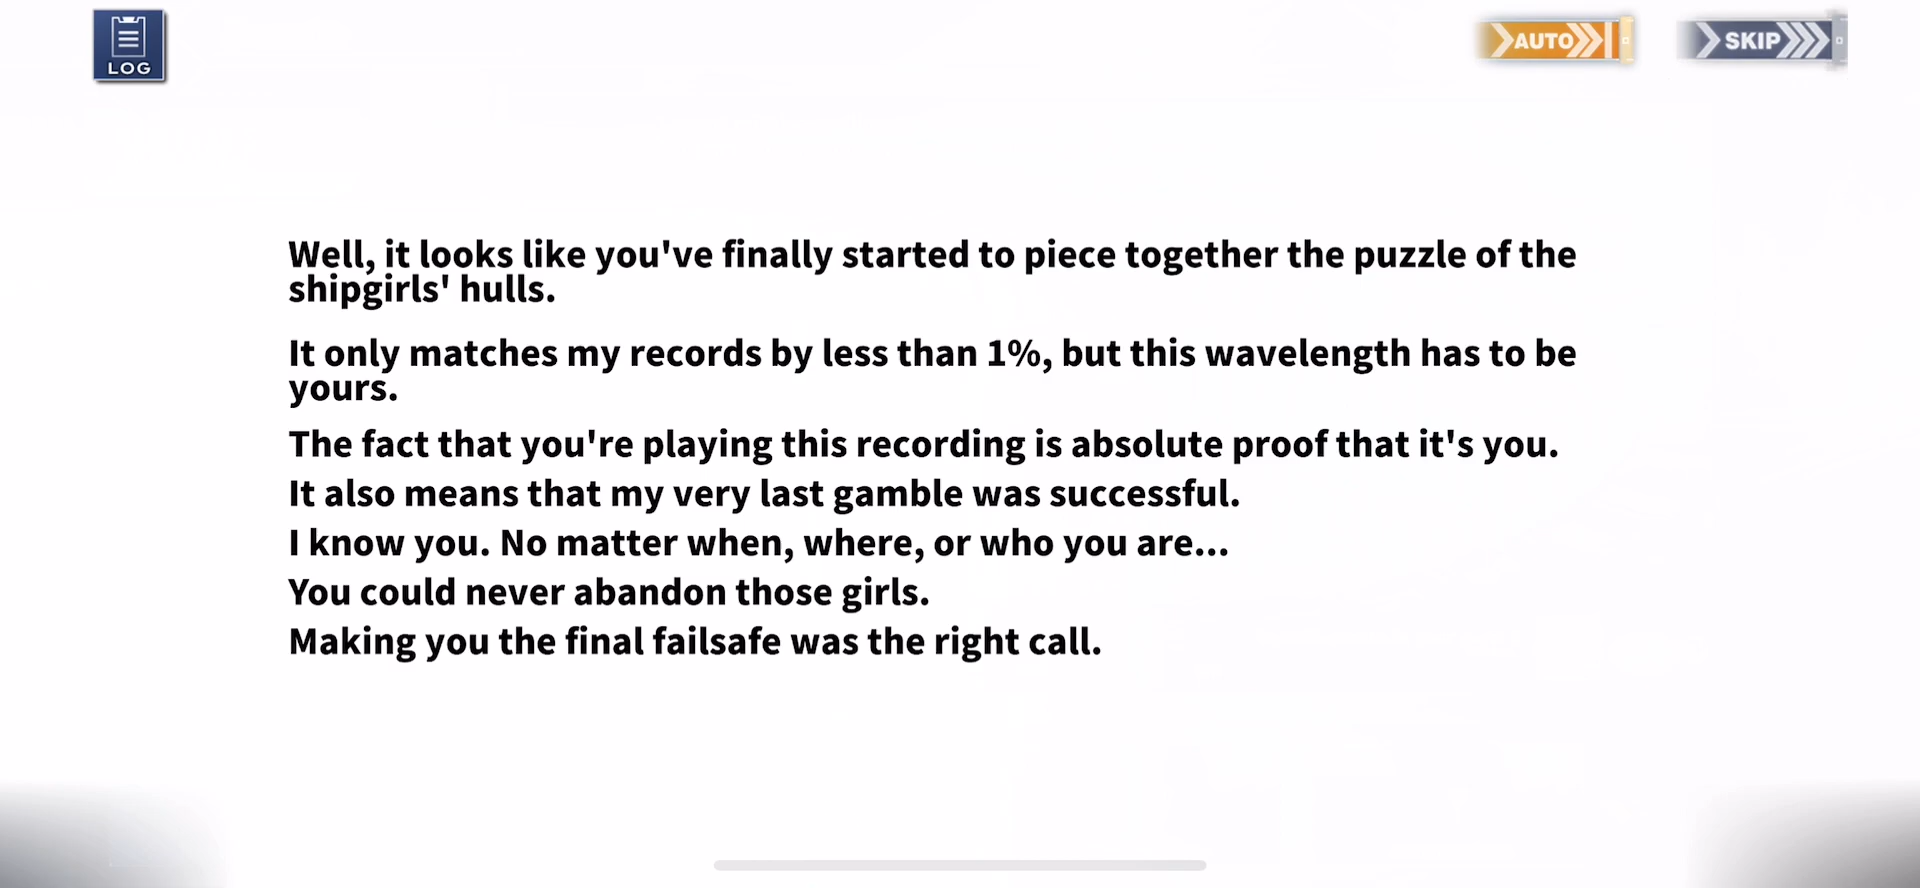 LOG
AUTO
SKIP
Well, it looks like you've finally started to piece together the puzzle of the
shipgirls' hulls.
It only matches my records by less than 1%, but this wavelength has to be
yours.
The fact that you're playing this recording is absolute proof that it's you.
It also means that my very last gamble was successful.
I know you. No matter when, where, or who you are...
You could never abandon those girls.
Making you the final failsafe was the right call.